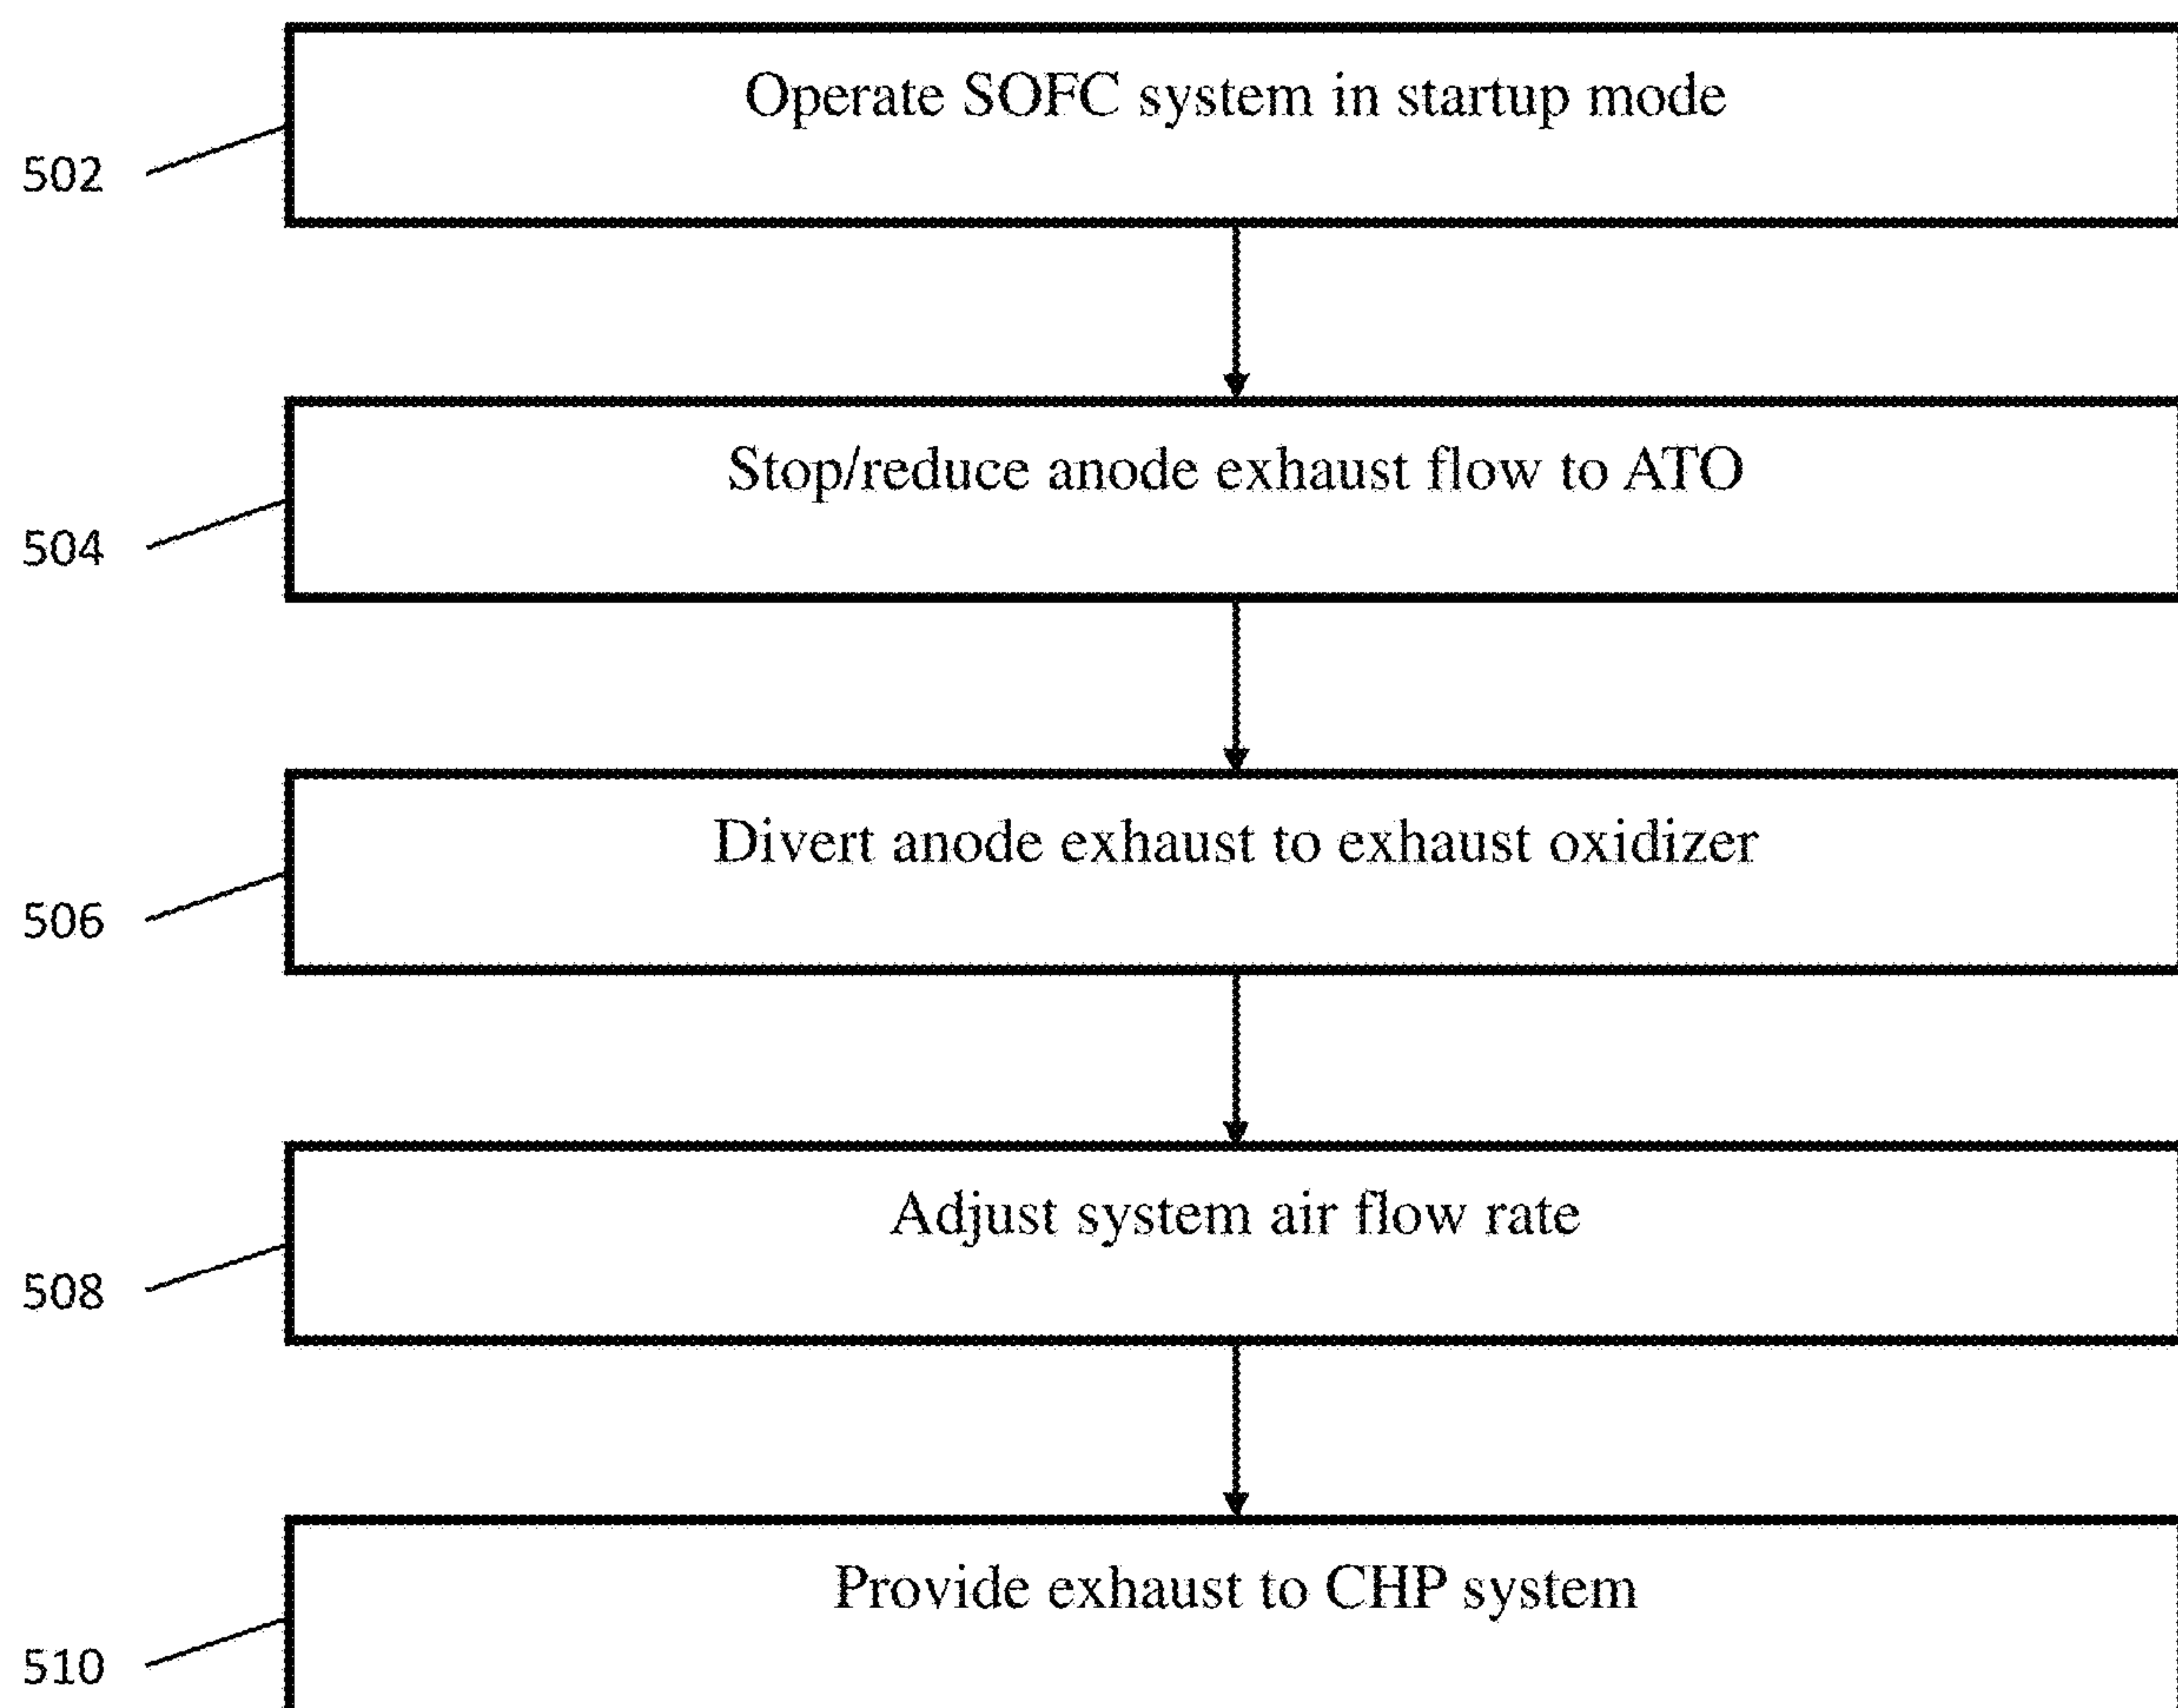 Operate SOFC system in startup mode
502
Stop/reduce anode exhaust flow to ATO
504
Divert anode exhaust to exhaust oxidizer
506
Adjust system air flow rate
508
Provide exhaust to CHP system
510